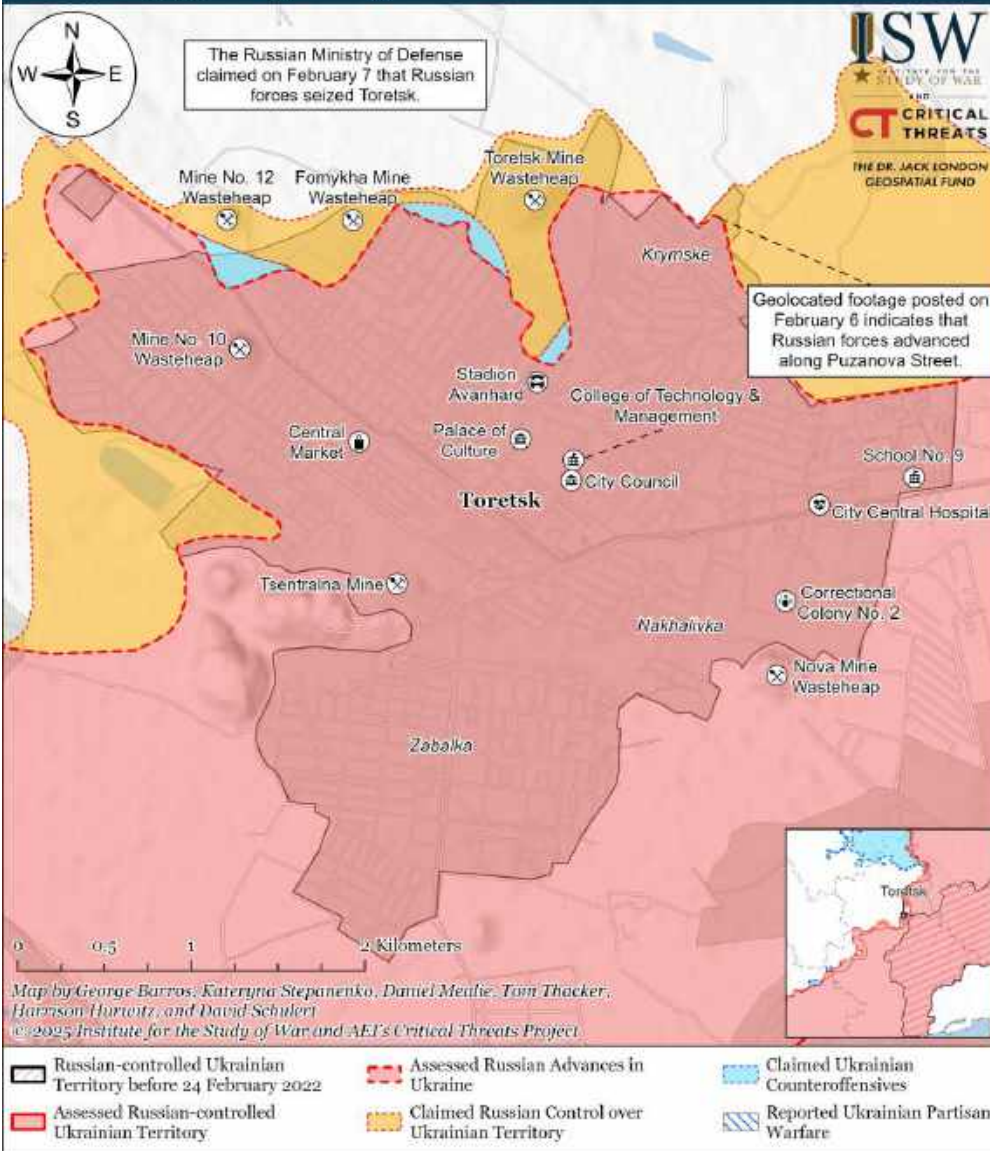 N
W E
S
The Russian Ministry of Defense
claimed on February 7 that Russian
forces seized Toretsk.
ISW
INSTITUTE FOR THE
STUDY OF WAR
AND
CT CRITICAL
THREATS
THE DR. JACK LONDON
GEOSPATIAL FUND
Mine No. 12
Wasteheap
Fomykha Mine
Wasteheap
Toretsk Mine
Wasteheap
Krymske
Geolocated footage posted on
February 6 indicates that
Russian forces advanced
along Puzanova Street.
Mine No. 10
Wasteheap
Stadion
Avanhard
College of Technology &
Management
Central
Market
Palace of
Culture
City Council
School No. 9
Toretsk
City Central Hospital
Tsentralna Mine
Correctional
Colony No. 2
Nakhalivka
Nova Mine
Wasteheap
Zabalka
Toretsk
0 0.5 1 2 Kilometers
Map by George Barros, Kateryna Stepanenko, Daniel Mealie, Tom Thacker,
Harrison Hurwitz, and David Schulert
© 2025 Institute for the Study of War and AEI's Critical Threats Project
Russian-controlled Ukrainian
Territory before 24 February 2022
Assessed Russian Advances in
Ukraine
Claimed Ukrainian
Counteroffensives
Assessed Russian-controlled
Ukrainian Territory
Claimed Russian Control over
Ukrainian Territory
Reported Ukrainian Partisan
Warfare